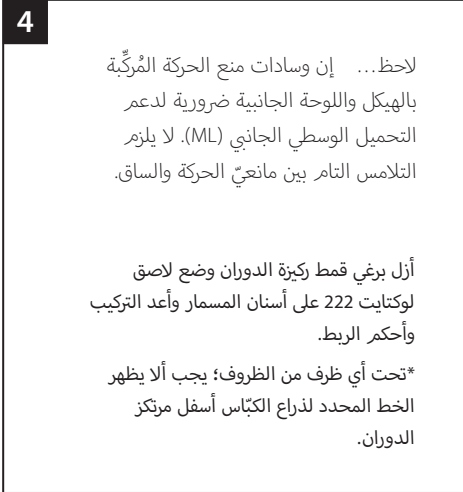 4
لاحظ... إن وسادات منع الحركة المُركَّبة
بالهيكل واللوحة الجانبية ضرورية لدعم
التحميل الوسطي الجانبي (ML). لا يلزم
التلامس التام بين مانعيّ الحركة والساق.
أزل برغي قمط ركيزة الدوران وضع لاصق
لوكتايت 222 على أسنان المسمار وأعد التركيب
وأحكم الربط.
*تحت أي ظرف من الظروف؛ يجب ألا يظهر
الخط المحدد لذراع الكبّاس أسفل مرتكز
الدوران.